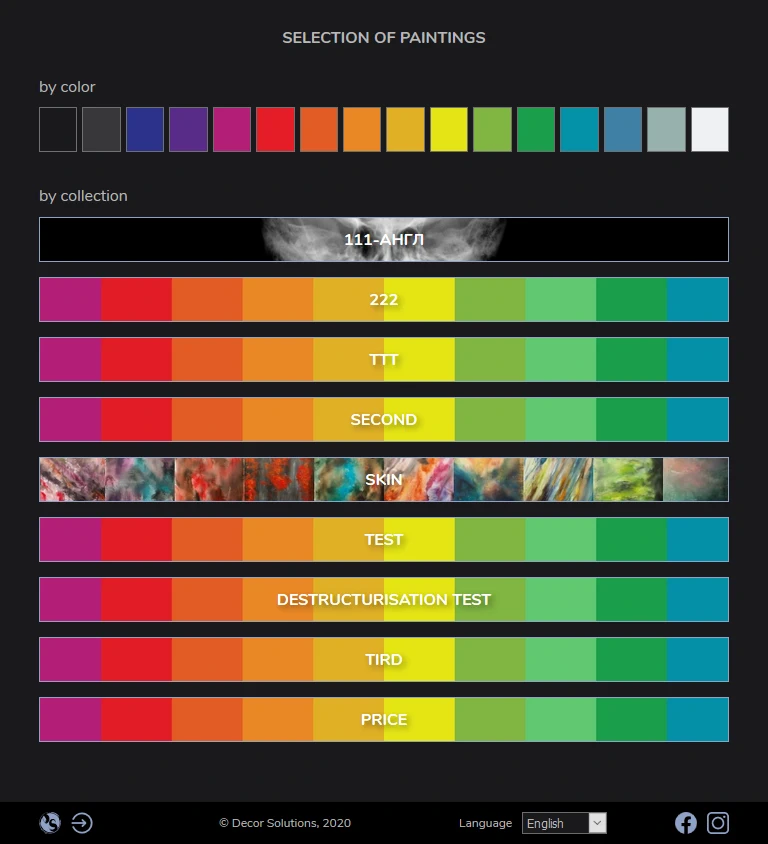 SELECTION OF PAINTINGS
by color
by collection
111-АНГЛ
222
TTT
SECOND
SKIN
TEST
DESTRUCTURISATION TEST
TIRD
PRICE
© Decor Solutions, 2020 Language English